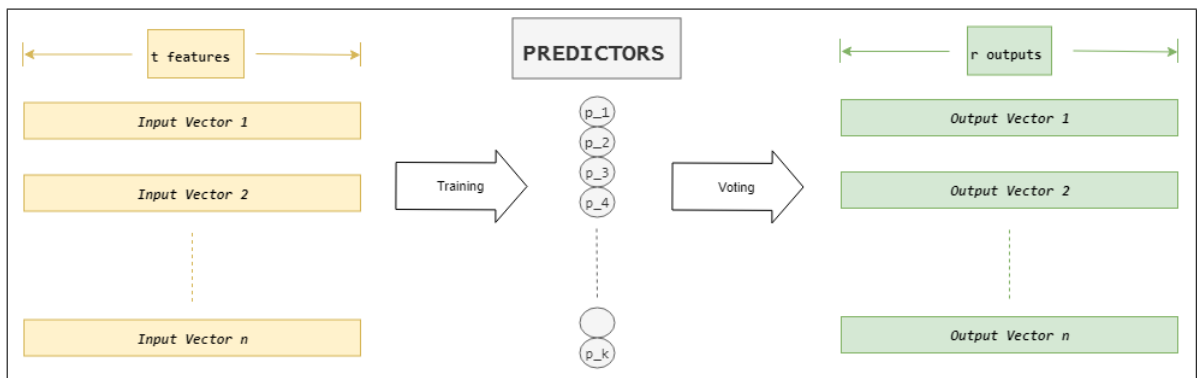 t features
Input Vector 1
Input Vector 2
Input Vector n
Training
PREDICTORS
p_1
p_2
p_3
p_4
p_k
Voting
r outputs
Output Vector 1
Output Vector 2
Output Vector n